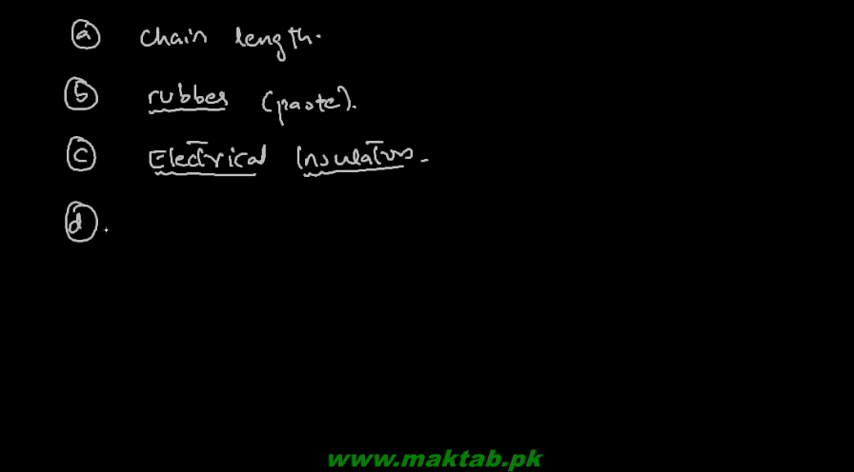 (a) chain length.
(b) rubber (paste).
(c) Electrical Insulators.
(d).
www.maktab.pk